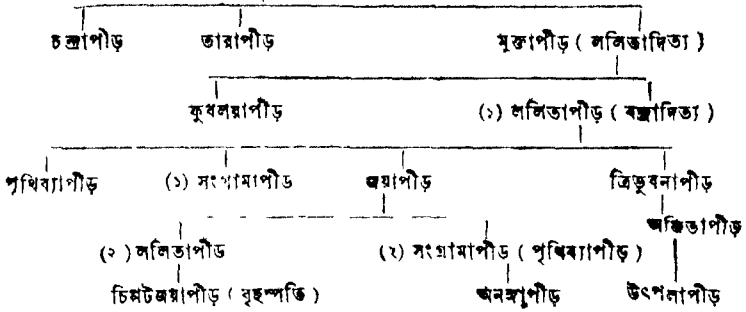 চন্দ্রাপীড় তারাপীড় মুক্তাপীড় ( ললিতাদিত্য )
কুবলয়াপীড় (১) ললিতাপীড় ( বজ্রাদিত্য )
পৃথিব্যাপীড় (১) সংগ্রামাপীড় জয়াপীড় ত্রিভুবনাপীড়
অজিতাপীড়
(২) ললিতাপীড় (২) সংগ্রামাপীড় ( পৃথিব্যাপীড় )
চিপ্পটজয়াপীড় ( বৃহস্পতি ) অনঙ্গাপীড় উৎপলাপীড়